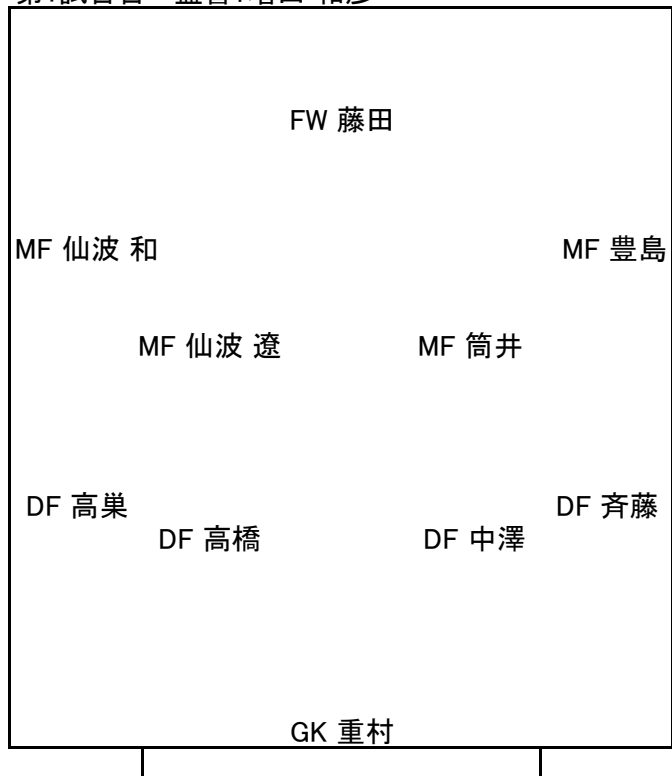 FW 藤田
MF 仙波 和
MF 豊島
MF 仙波 遼
MF 筒井
DF 高巣
DF 斉藤
DF 高橋
DF 中澤
GK 重村